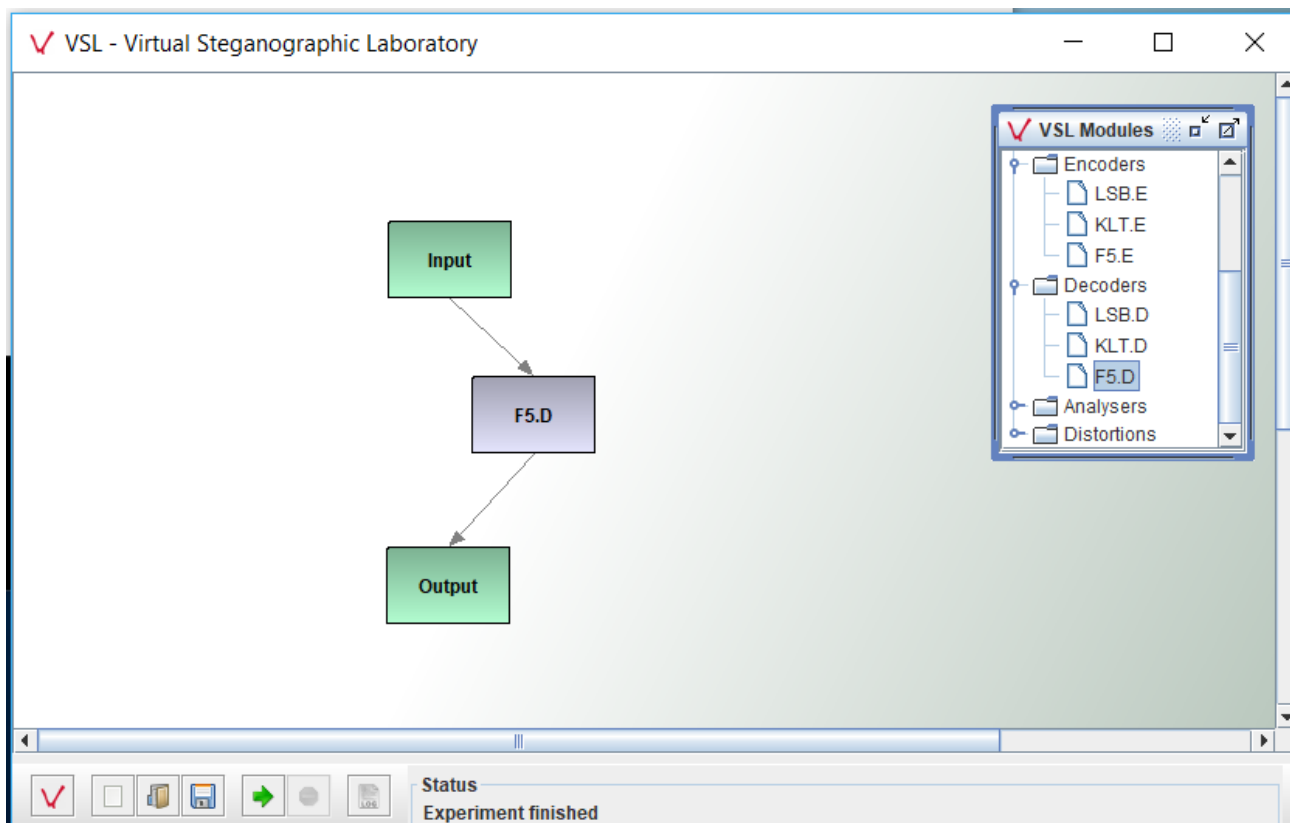 VSL - Virtual Steganographic Laboratory
VSL Modules
Encoders
LSB.E
KLT.E
F5.E
Decoders
LSB.D
KLT.D
F5.D
Analysers
Distortions
Input
F5.D
Output
LOG
Status
Experiment finished